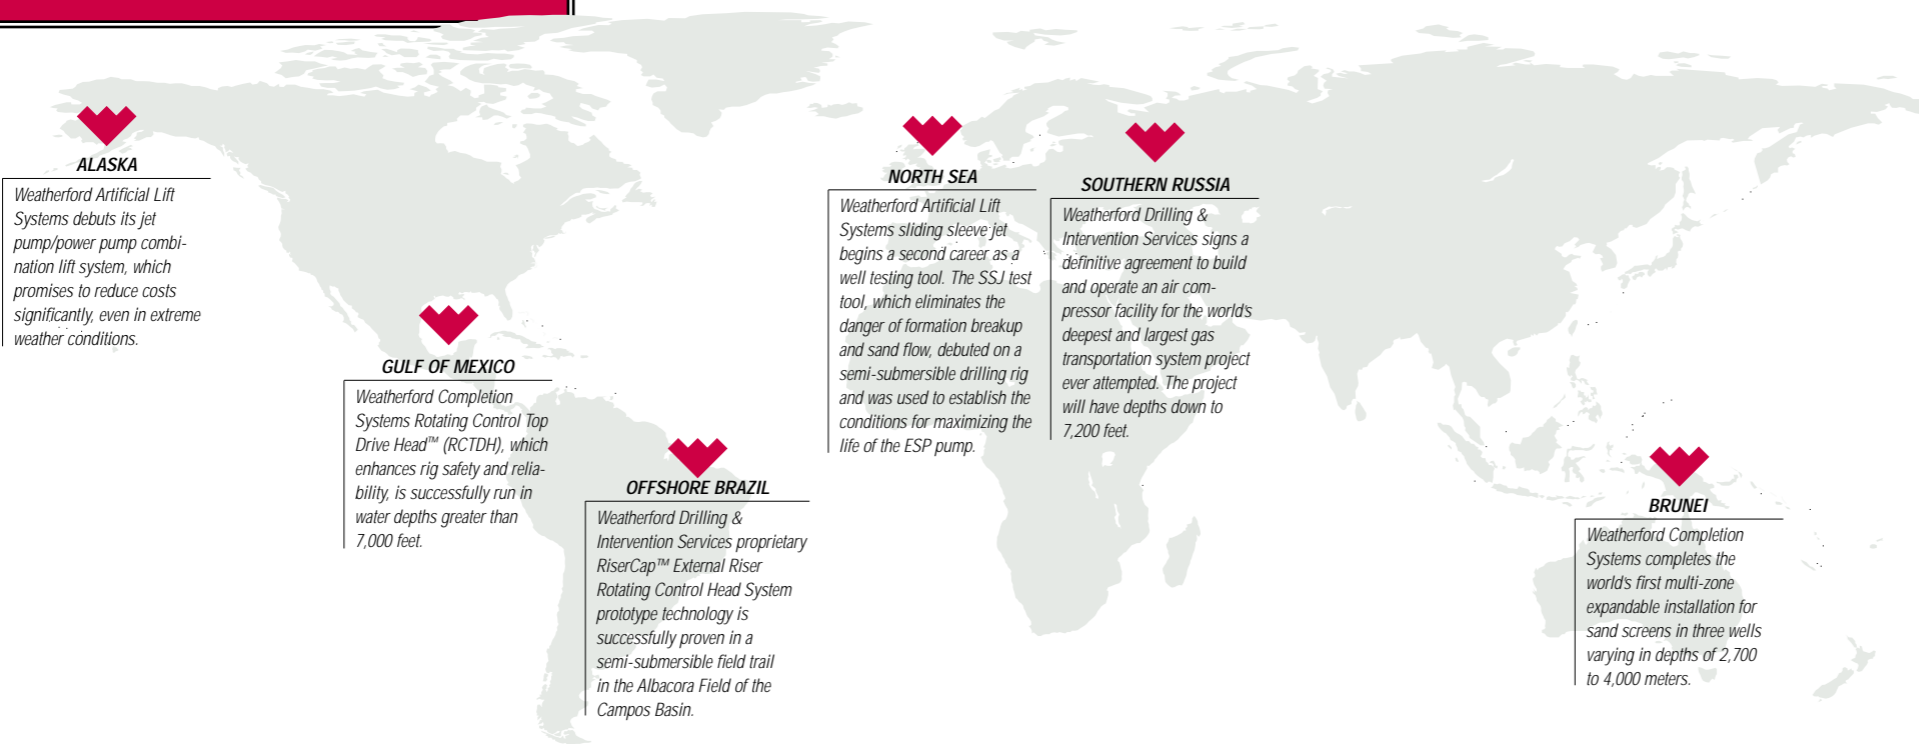 ALASKA
Weatherford Artificial Lift
Systems debuts its jet
pump/power pump combi-
nation lift system, which
promises to reduce costs
significantly, even in extreme
weather conditions.
GULF OF MEXICO
Weatherford Completion
Systems Rotating Control Top
Drive Head™ (RCTDH), which
enhances rig safety and relia-
bility, is successfully run in
water depths greater than
7,000 feet.
OFFSHORE BRAZIL
Weatherford Drilling &
Intervention Services proprietary
RiserCap™ External Riser
Rotating Control Head System
prototype technology is
successfully proven in a
semi-submersible field trail
in the Albacora Field of the
Campos Basin.
NORTH SEA
Weatherford Artificial Lift
Systems sliding sleeve jet
begins a second career as a
well testing tool. The SSJ test
tool, which eliminates the
danger of formation breakup
and sand flow, debuted on a
semi-submersible drilling rig
and was used to establish the
conditions for maximizing the
life of the ESP pump.
SOUTHERN RUSSIA
Weatherford Drilling &
Intervention Services signs a
definitive agreement to build
and operate an air com-
pressor facility for the world's
deepest and largest gas
transportation system project
ever attempted. The project
will have depths down to
7,200 feet.
BRUNEI
Weatherford Completion
Systems completes the
world's first multi-zone
expandable installation for
sand screens in three wells
varying in depths of 2,700
to 4,000 meters.